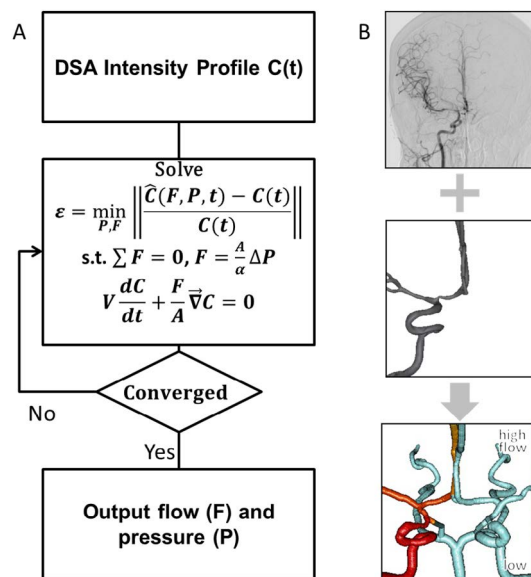 A
B
DSA Intensity Profile C(t)
Solve
ε = min_{P,F} ‖ (Ĉ(F, P, t) − C(t)) / C(t) ‖
s.t. ∑ F = 0, F = A/α ΔP
V dC/dt + F/A ∇⃗C = 0
Converged
No
Yes
Output flow (F) and
pressure (P)
high
flow
low